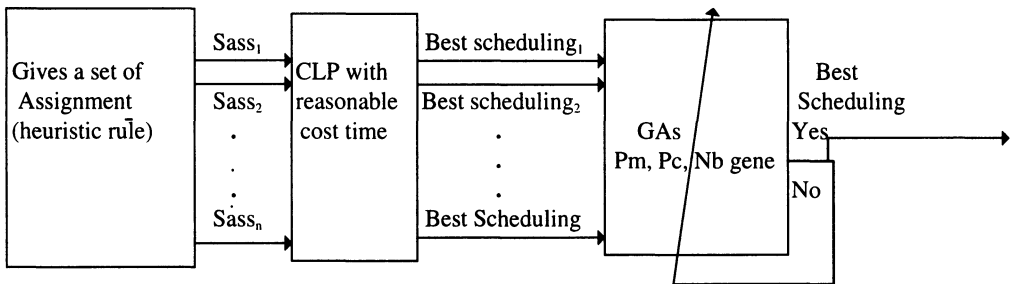 Gives a set of
Assignment
(heuristic rule)
Sass₁
Sass₂
Sassₙ
CLP with
reasonable
cost time
Best scheduling₁
Best scheduling₂
Best Scheduling
GAs
Pm, Pc, Nb gene
Best
Scheduling
Yes
No